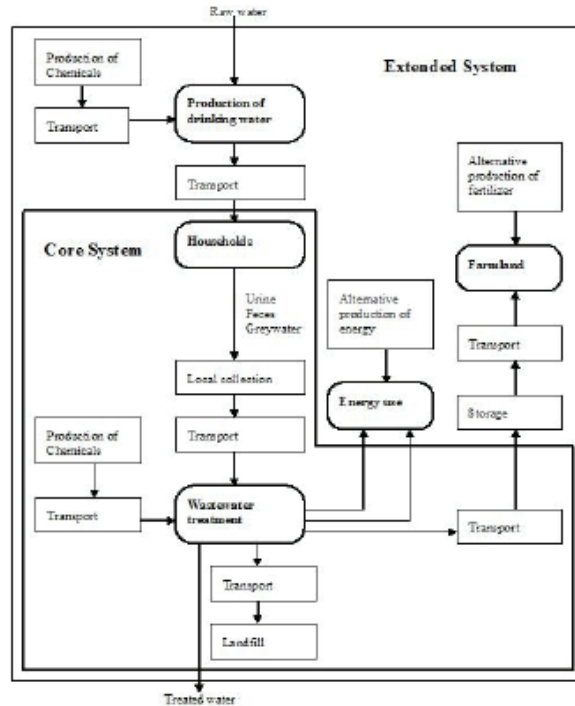 Raw water
Extended System
Production of
Chemicals
Transport
Production of
drinking water
Transport
Alternative
production of
fertilizer
Core System
Households
Farmland
Urine
Feces
Greywater
Alternative
production of
energy
Transport
Local collection
Energy use
Storage
Production of
Chemicals
Transport
Transport
Wastewater
treatment
Transport
Transport
Landfill
Treated water